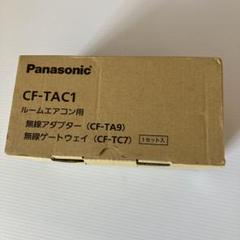 Panasonic
CF-TAC1
ルームエアコン用
無線アダプター（CF-TA9）
無線ゲートウェイ（CF-TC7）
1セット入